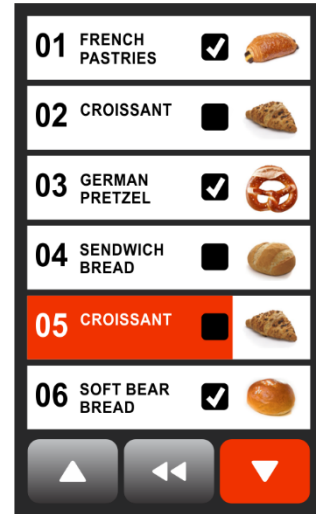 01 FRENCH
PASTRIES
02 CROISSANT
03 GERMAN
PRETZEL
04 SENDWICH
BREAD
05 CROISSANT
06 SOFT BEAR
BREAD